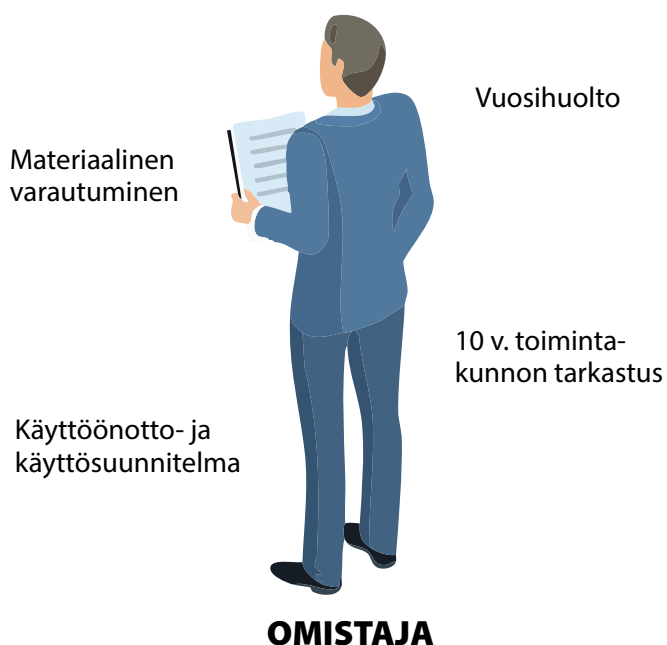 Vuosihuolto
Materiaalinen
varautuminen
10 v. toiminta-
kunnon tarkastus
Käyttöönotto- ja
käyttösuunnitelma
OMISTAJA